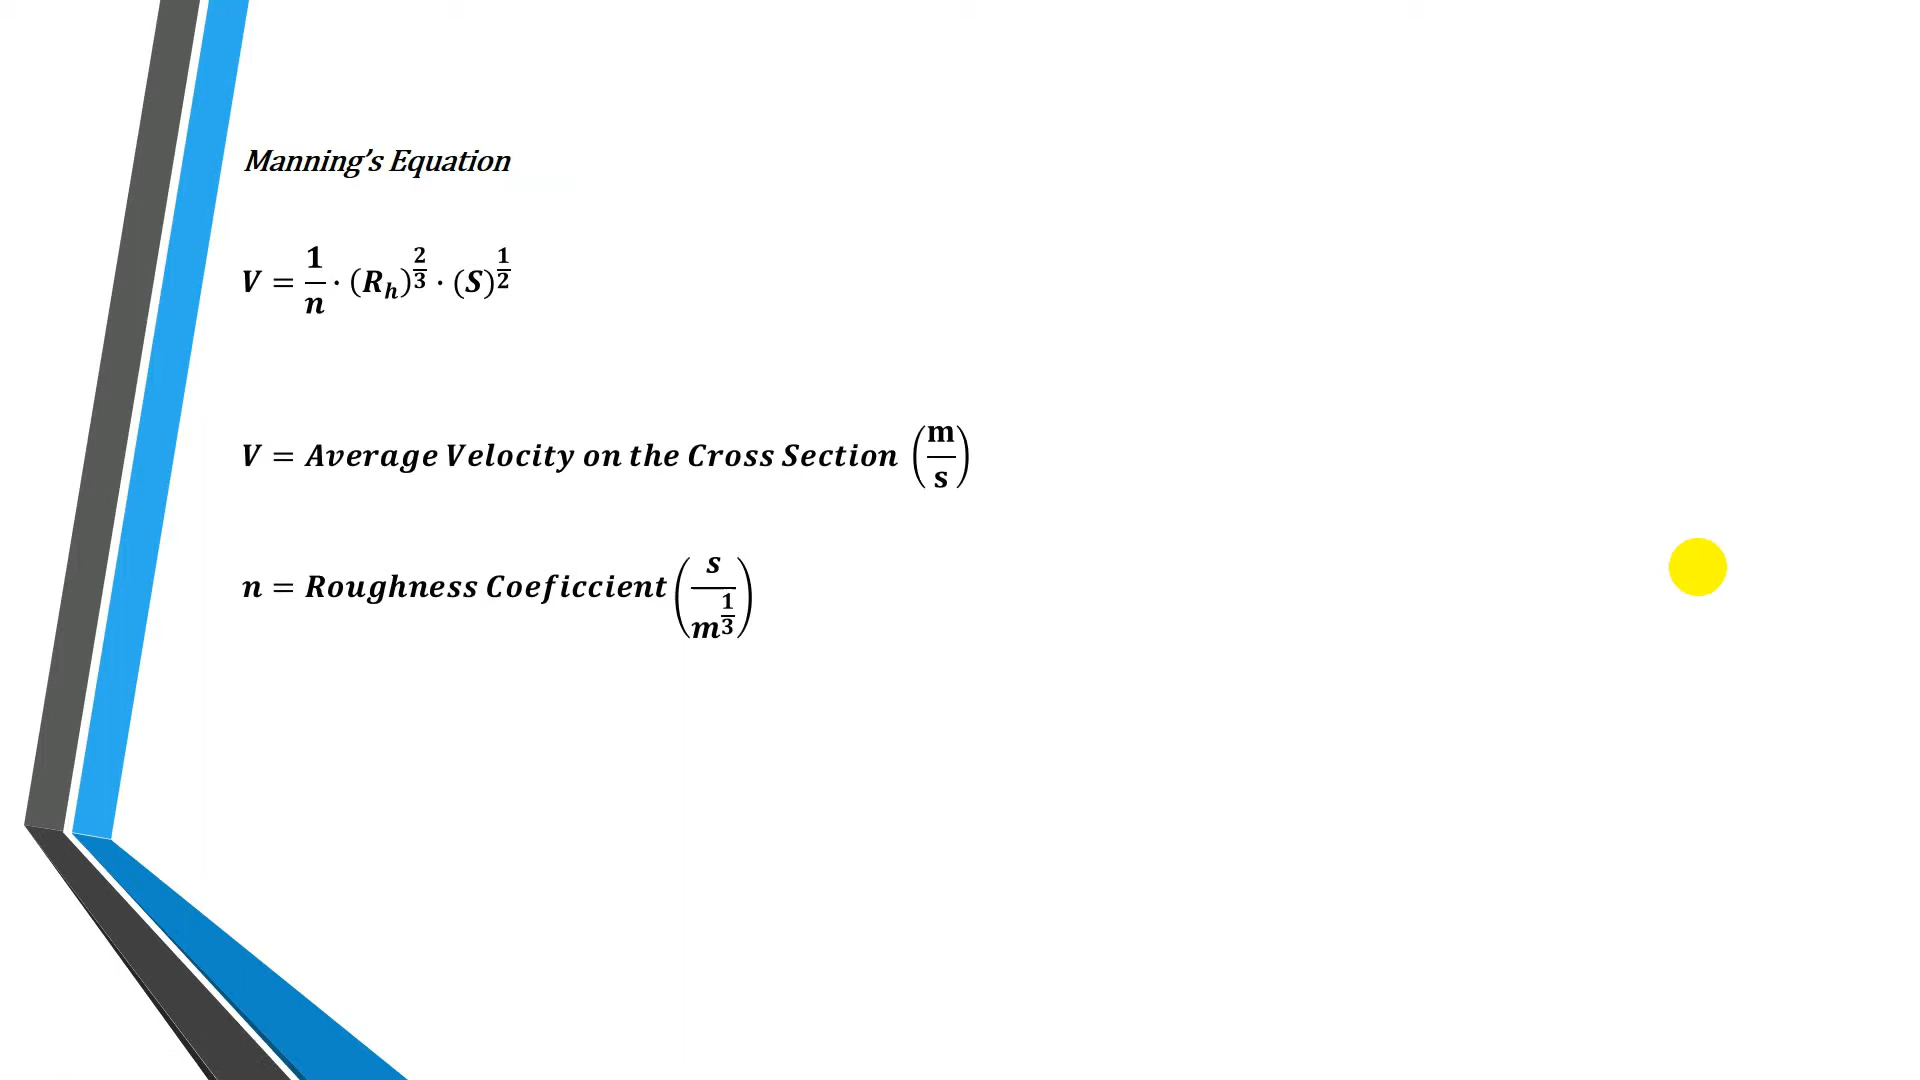 Manning's Equation
V = 1/n · (R_h)^(2/3) · (S)^(1/2)
V = Average Velocity on the Cross Section (m/s)
n = Roughness Coeficcient (s/m^(1/3))